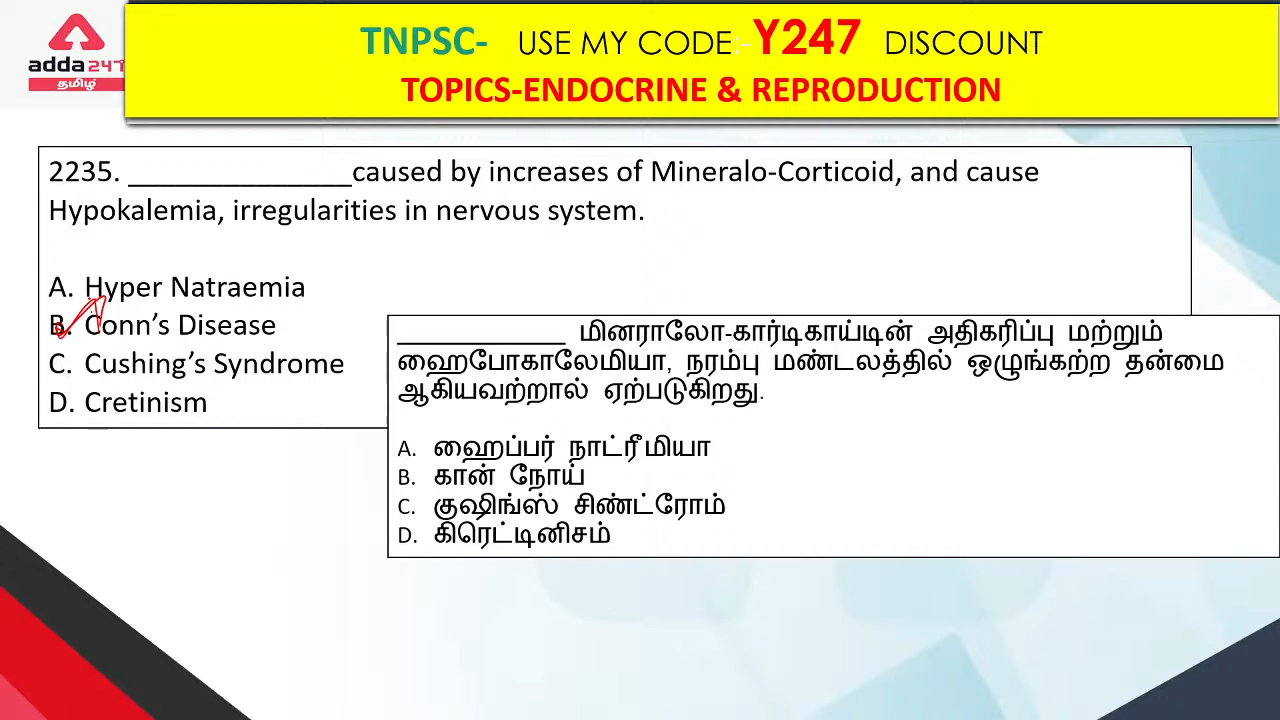 adda247
தமிழ்
TNPSC- USE MY CODE:-Y247 DISCOUNT
TOPICS-ENDOCRINE & REPRODUCTION
2235. ______________caused by increases of Mineralo-Corticoid, and cause
Hypokalemia, irregularities in nervous system.
A. Hyper Natraemia
B. Conn's Disease
C. Cushing's Syndrome
D. Cretinism
____________ மினராலோ-கார்டிகாய்டின் அதிகரிப்பு மற்றும்
ஹைபோகாலேமியா, நரம்பு மண்டலத்தில் ஒழுங்கற்ற தன்மை
ஆகியவற்றால் ஏற்படுகிறது.
A. ஹைப்பர் நாட்ரீமியா
B. கான் நோய்
C. குஷிங்ஸ் சிண்ட்ரோம்
D. கிரெட்டினிசம்